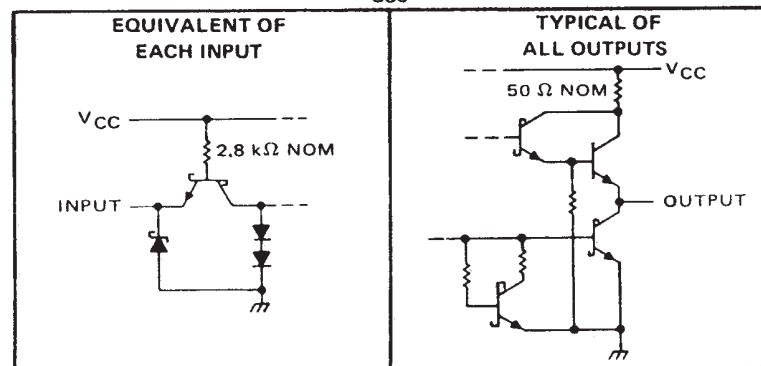 EQUIVALENT OF
EACH INPUT
VCC
2.8 kΩ NOM
INPUT
TYPICAL OF
ALL OUTPUTS
VCC
50 Ω NOM
OUTPUT